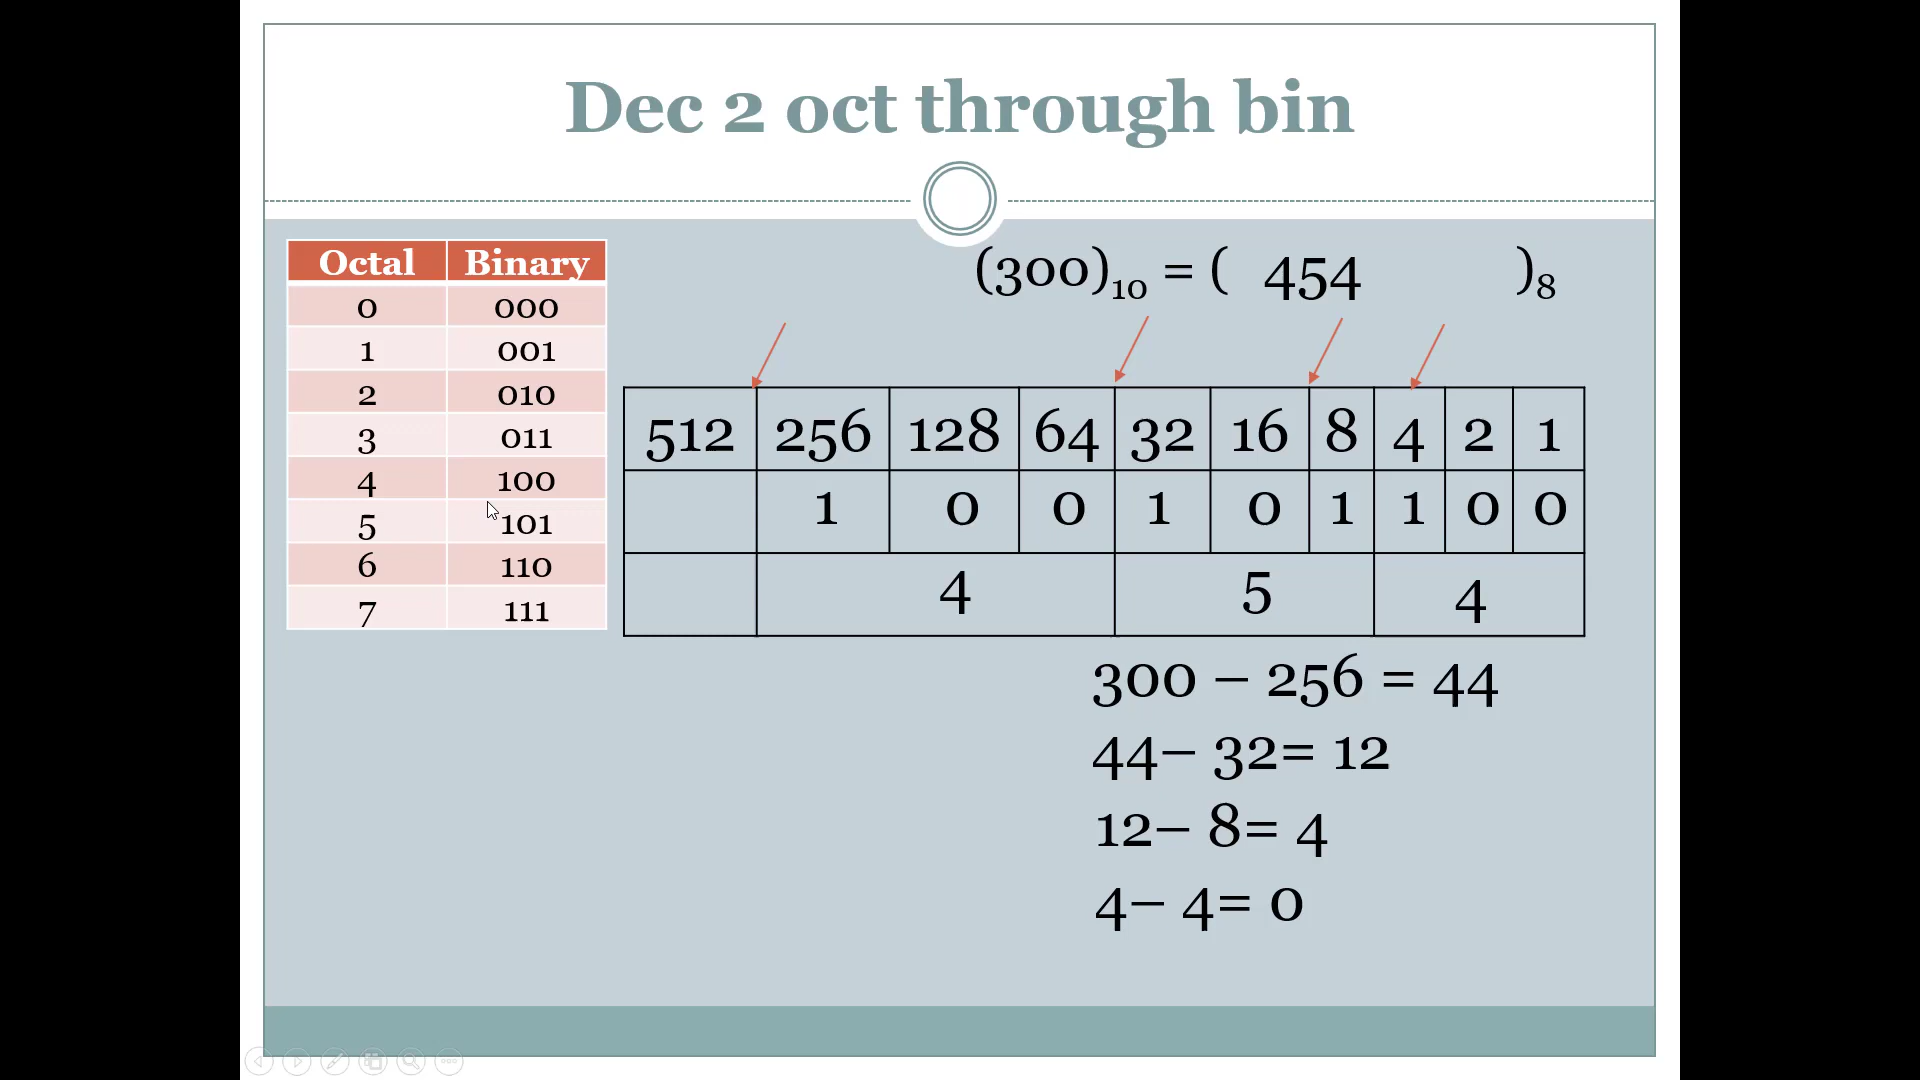 Dec 2 oct through bin
(300)₁₀ = ( 454 )₈
Octal Binary
0 000
1 001
2 010
3 011
4 100
5 101
6 110
7 111
512 256 128 64 32 16 8 4 2 1
1 0 0 1 0 1 1 0 0
4 5 4
300 – 256 = 44
44– 32= 12
12– 8= 4
4– 4= 0